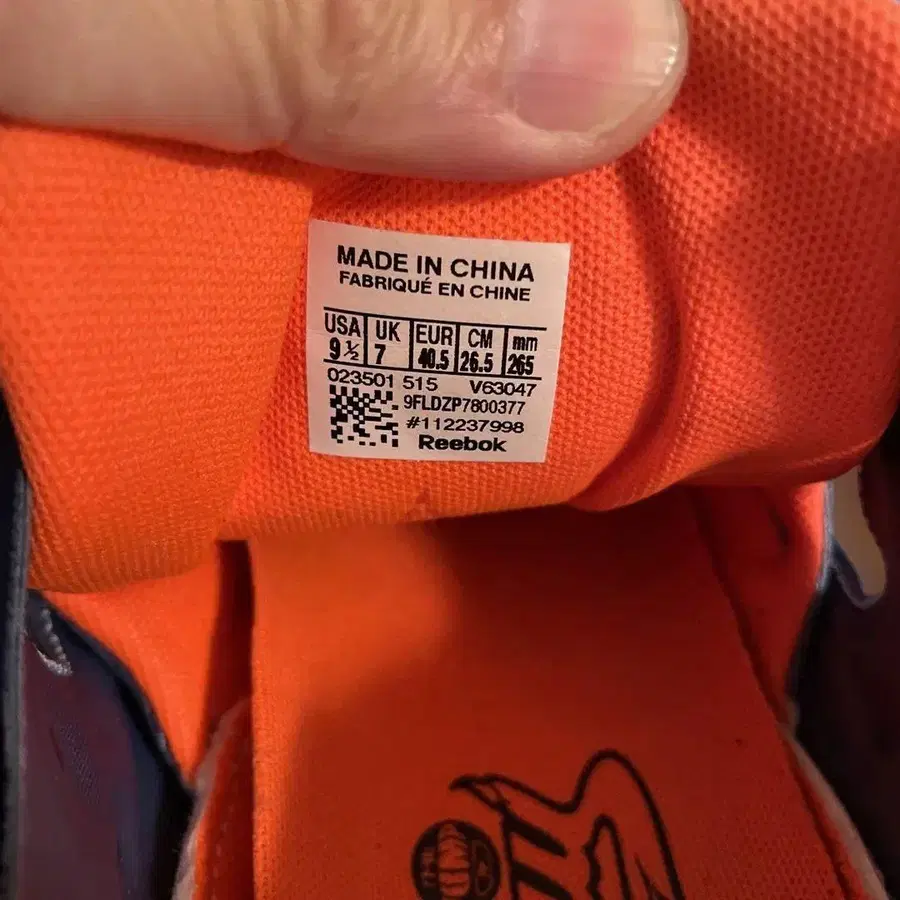 MADE IN CHINA
FABRIQUÉ EN CHINE
USA UK EUR CM mm
9½ 7 40.5 26.5 265
023501 515 V63047
9FLDZP7800377
#112237998
Reebok